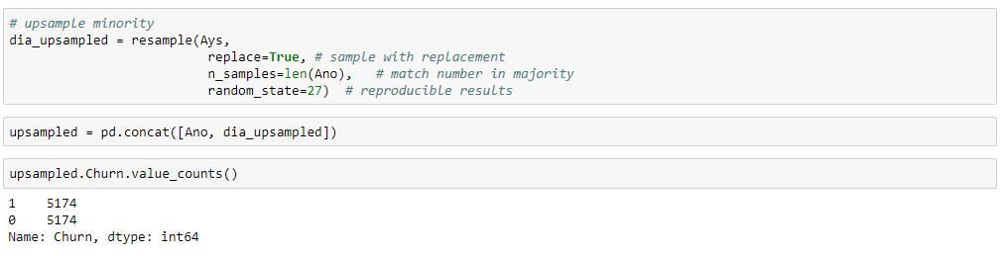 # upsample minority
dia_upsampled = resample(Ays,
                         replace=True, # sample with replacement
                         n_samples=len(Ano),   # match number in majority
                         random_state=27)  # reproducible results
upsampled = pd.concat([Ano, dia_upsampled])
upsampled.Churn.value_counts()
1    5174
0    5174
Name: Churn, dtype: int64